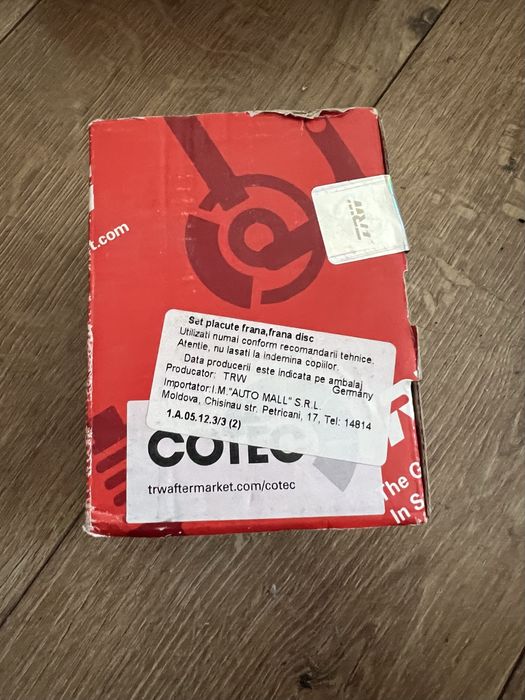 t.com
TRW
Set placute frana,frana disc
Utilizati numai conform recomandarii tehnice.
Atentie, nu lasati la indemina copiilor.
Data producerii este indicata pe ambalaj
Producator: TRW Germany
Importator:I.M."AUTO MALL" S.R.L.
Moldova, Chisinau str. Petricani, 17, Tel: 14814
1.A.05.12.3/3 (2)
COTEC
trwaftermarket.com/cotec
The G
In S